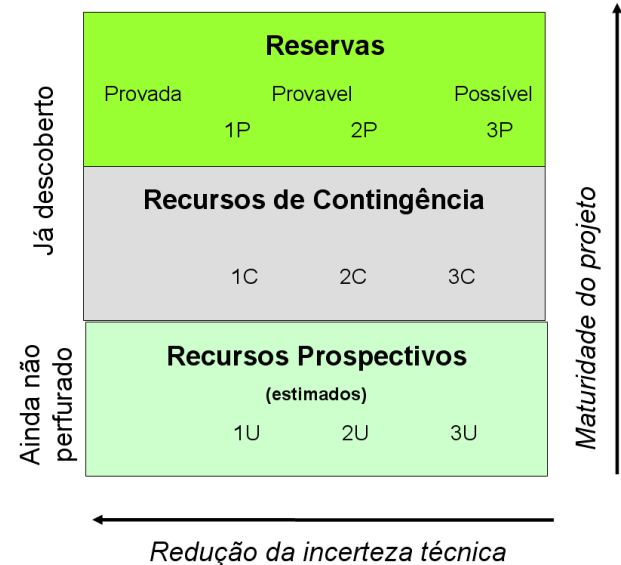 Reservas
Provada Provavel Possível
1P 2P 3P
Já descoberto
Recursos de Contingência
1C 2C 3C
Recursos Prospectivos
(estimados)
1U 2U 3U
Ainda não
perfurado
Maturidade do projeto
Redução da incerteza técnica